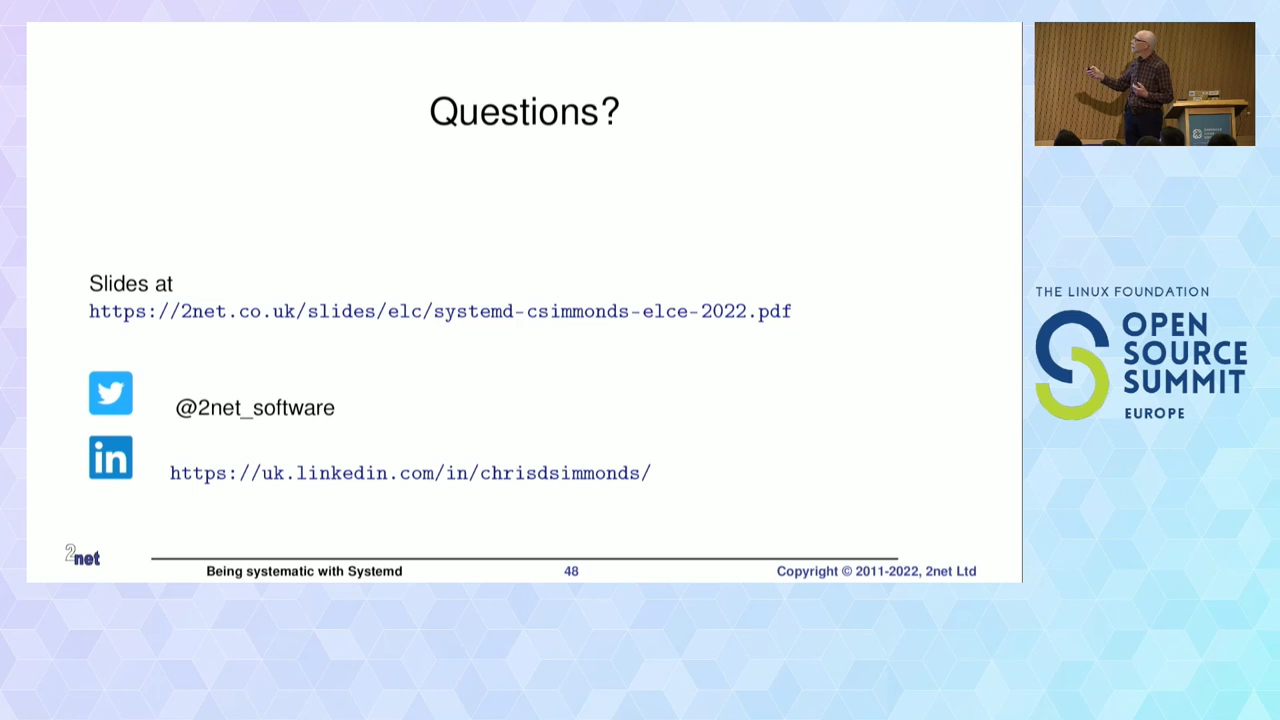 Questions?
Slides at
https://2net.co.uk/slides/elc/systemd-csimmonds-elce-2022.pdf
@2net_software
in
https://uk.linkedin.com/in/chrisdsimmonds/
2net
Being systematic with Systemd
48
Copyright © 2011-2022, 2net Ltd
THE LINUX FOUNDATION
OPEN
SOURCE
SUMMIT
EUROPE